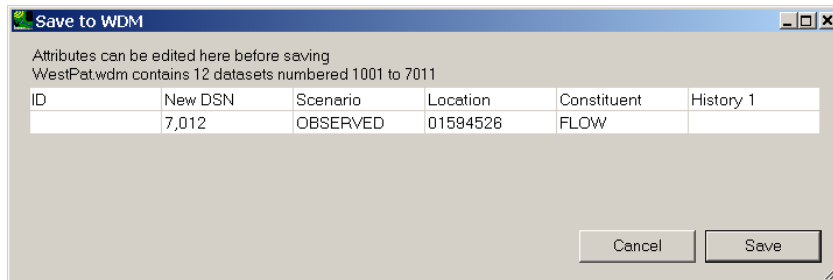 Save to WDM
Attributes can be edited here before saving
WestPat.wdm contains 12 datasets numbered 1001 to 7011
ID New DSN Scenario Location Constituent History 1
7,012 OBSERVED 01594526 FLOW
Cancel Save